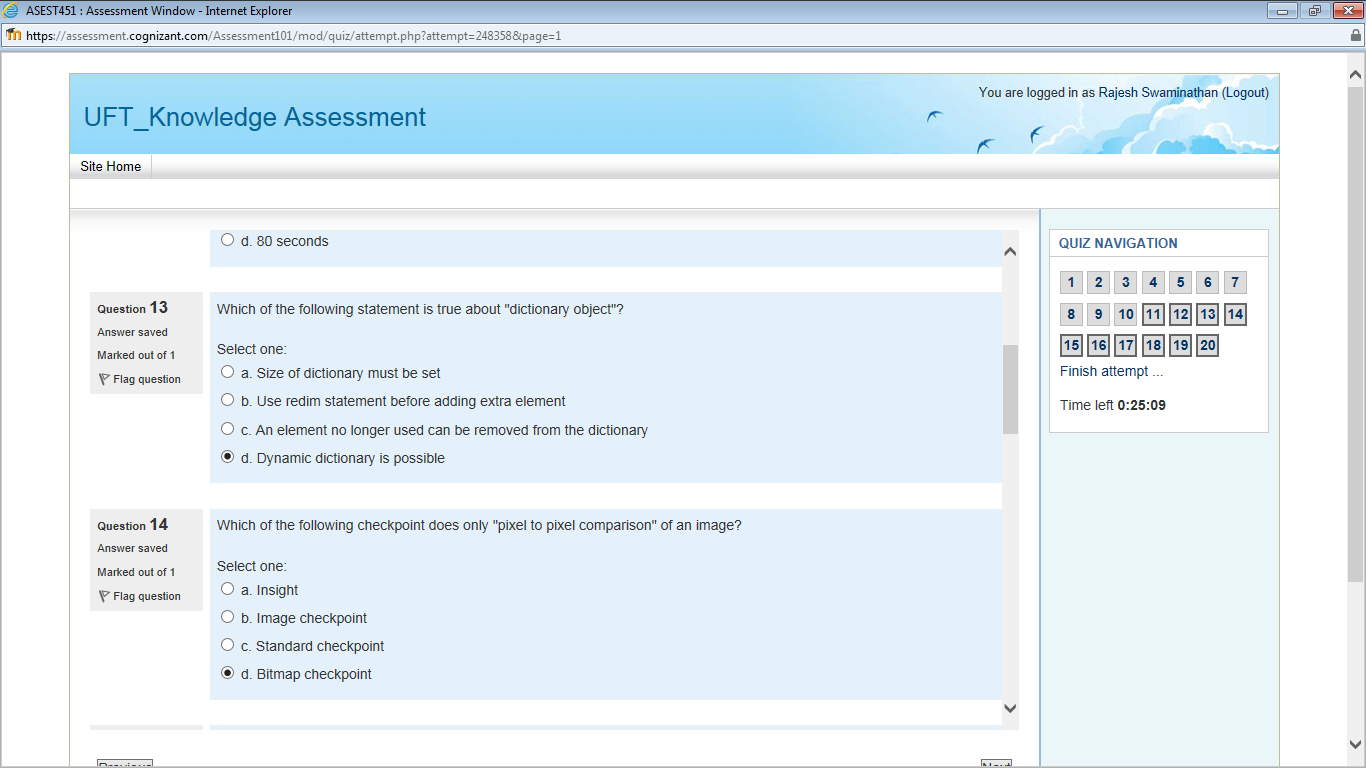 ASEST451 : Assessment Window - Internet Explorer
https://assessment.cognizant.com/Assessment101/mod/quiz/attempt.php?attempt=248358&page=1
You are logged in as Rajesh Swaminathan (Logout)
UFT_Knowledge Assessment
Site Home
d. 80 seconds
Question 13
Answer saved
Marked out of 1
Flag question
Which of the following statement is true about "dictionary object"?
Select one:
a. Size of dictionary must be set
b. Use redim statement before adding extra element
c. An element no longer used can be removed from the dictionary
d. Dynamic dictionary is possible
Question 14
Answer saved
Marked out of 1
Flag question
Which of the following checkpoint does only "pixel to pixel comparison" of an image?
Select one:
a. Insight
b. Image checkpoint
c. Standard checkpoint
d. Bitmap checkpoint
Previous
Next
QUIZ NAVIGATION
1 2 3 4 5 6 7
8 9 10 11 12 13 14
15 16 17 18 19 20
Finish attempt ...
Time left 0:25:09